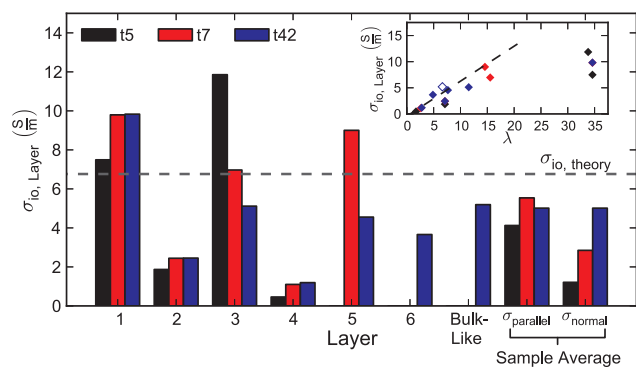 t5 t7 t42
σio, Layer (S/m)
14
12
10
8
6
4
2
0
σio, Layer (S/m)
15
10
5
0
0 5 10 15 20 25 30 35
λ
σio, theory
1 2 3 4 5 6 Bulk-Like σparallel σnormal
Layer
Sample Average